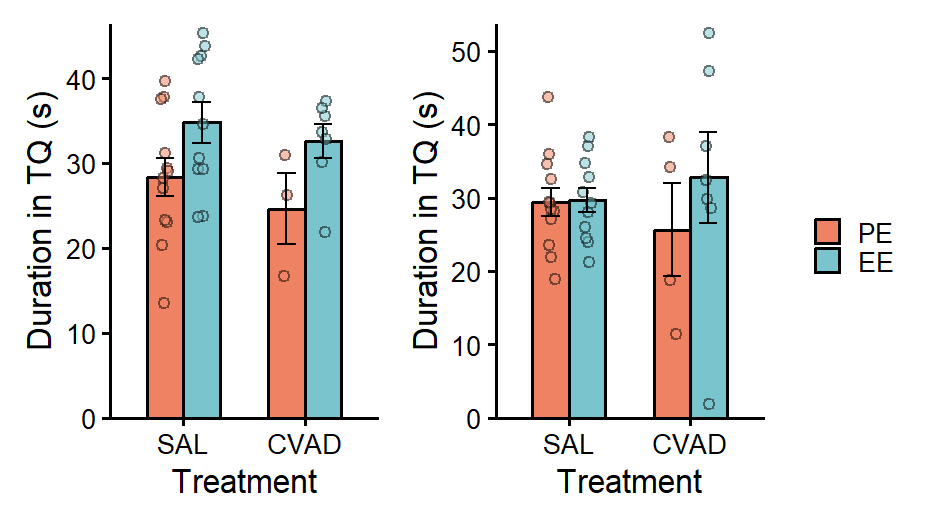 Duration in TQ (s)
40
30
20
10
0
SAL CVAD
Treatment
Duration in TQ (s)
50
40
30
20
10
0
SAL CVAD
Treatment
PE
EE